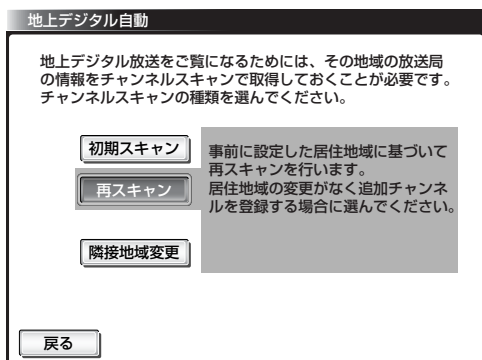 地上デジタル自動
地上デジタル放送をご覧になるためには、その地域の放送局
の情報をチャンネルスキャンで取得しておくことが必要です。
チャンネルスキャンの種類を選んでください。
初期スキャン
再スキャン
隣接地域変更
事前に設定した居住地域に基づいて
再スキャンを行います。
居住地域の変更がなく追加チャンネ
ルを登録する場合に選んでください。
戻る